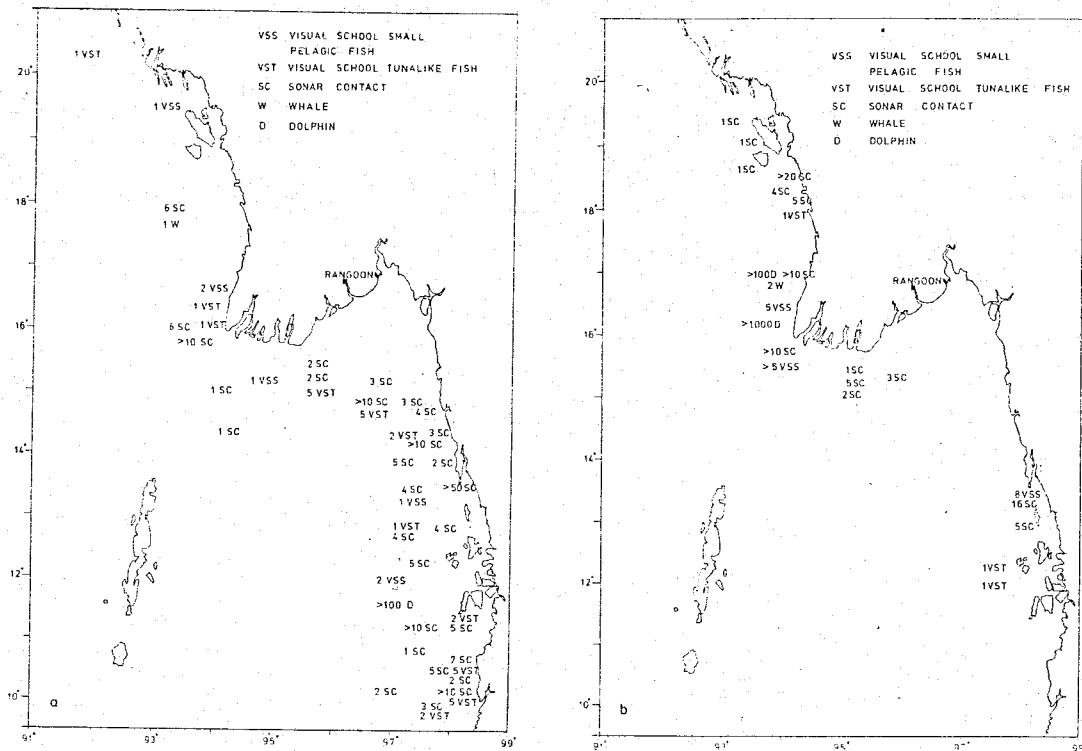 VSS VISUAL SCHOOL SMALL
PELAGIC FISH
VST VISUAL SCHOOL TUNALIKE FISH
SC SONAR CONTACT
W WHALE
D DOLPHIN
1 VST
20°
1 VSS
18°
6 SC
1 W
2 VSS
1 VST
RANGOON
16°
6 SC
1 VST
>10 SC
2 SC
1 SC
1 VSS
2 SC
3 SC
5 VST
>10 SC
3 SC
5 VST
4 SC
1 SC
2 VST
3 SC
>10 SC
14°
5 SC
2 SC
4 SC
>50 SC
1 VSS
1 VST
4 SC
4 SC
5 SC
12°
2 VSS
>100 D
2 VST
>10 SC
5 SC
1 SC
7 SC
5 SC
5 VST
2 SC
2 SC
>10 SC
10°
5 VST
3 SC
2 VST
a
91°
93°
95°
97°
99°
VSS VISUAL SCHOOL SMALL
PELAGIC FISH
VST VISUAL SCHOOL TUNALIKE FISH
SC SONAR CONTACT
W WHALE
D DOLPHIN
20°
1 SC
1 SC
1 SC
>20 SC
4 SC
5 SC
18°
1 VST
>100 D
>10 SC
2 W
RANGOON
5 VSS
16°
>1000 D
>10 SC
>5 VSS
1 SC
5 SC
3 SC
2 SC
14°
8 VSS
16 SC
5 SC
1 VST
12°
1 VST
10°
b
91°
93°
95°
97°